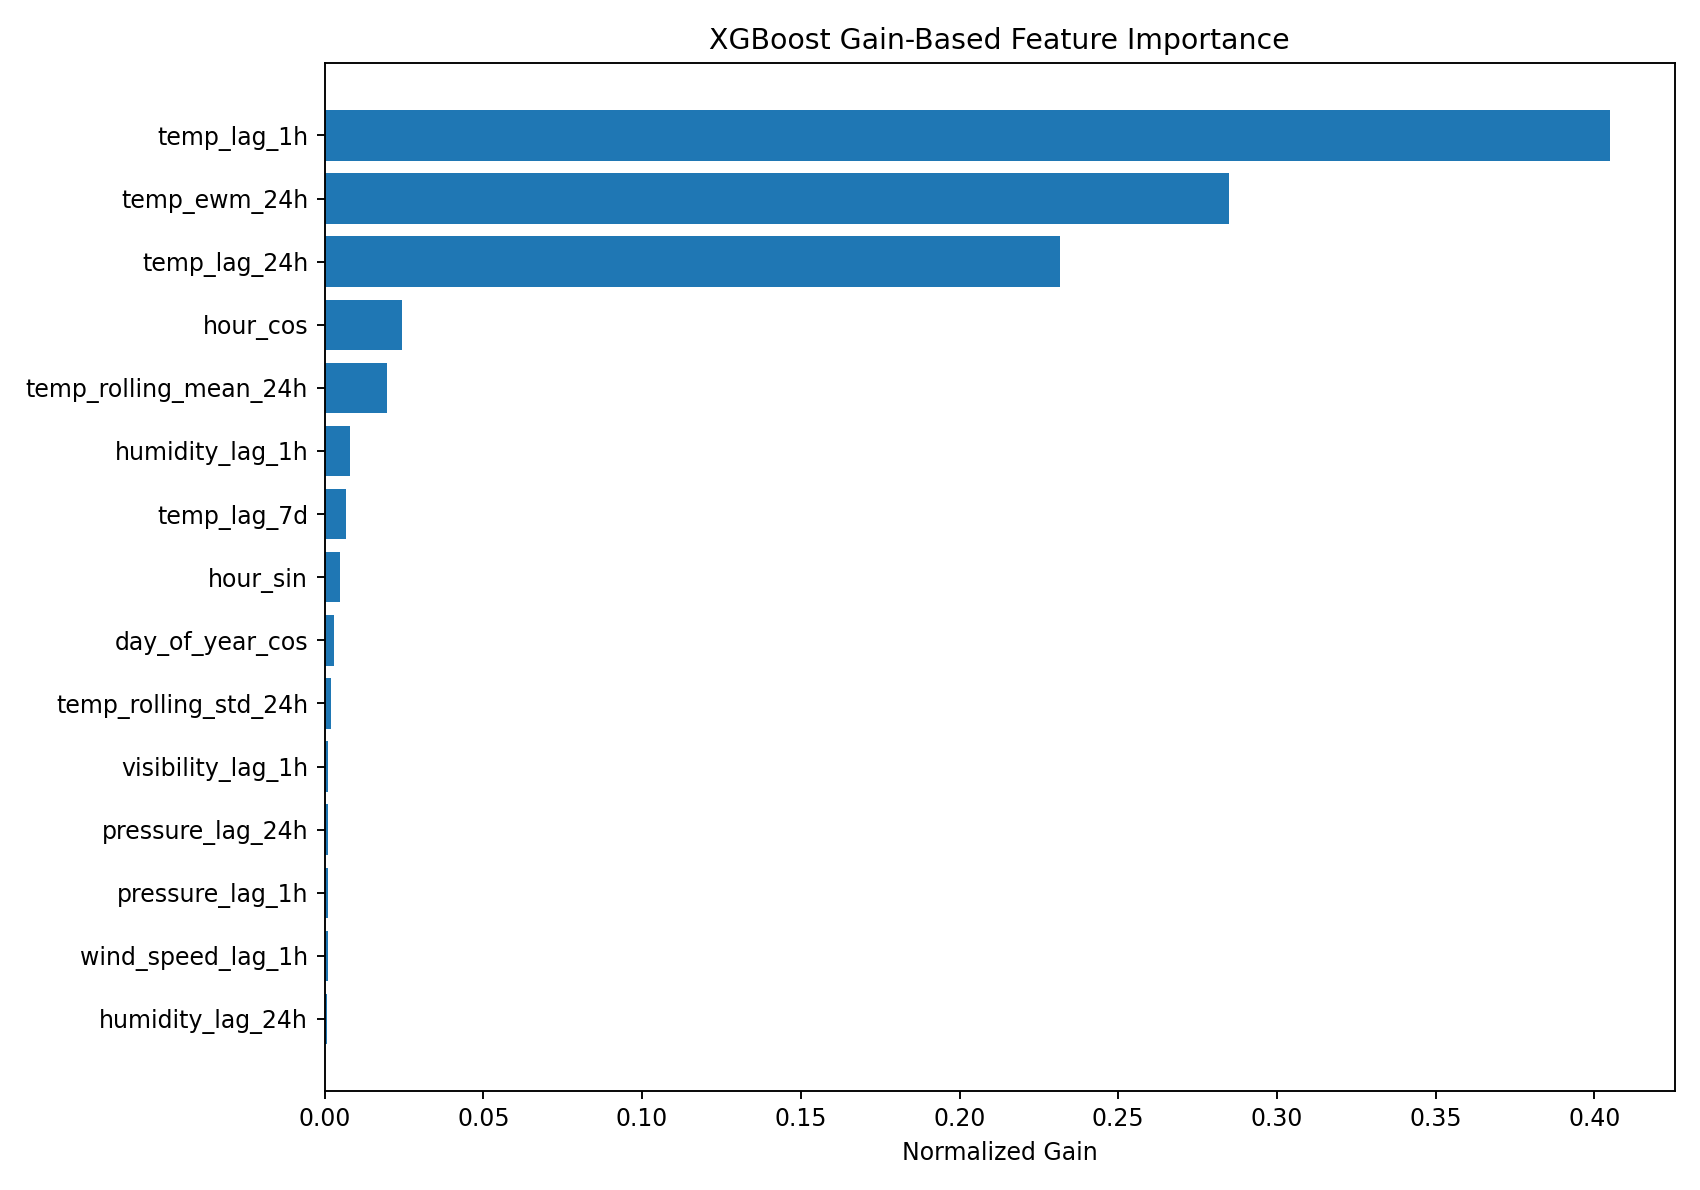 XGBoost Gain-Based Feature Importance
temp_lag_1h
temp_ewm_24h
temp_lag_24h
hour_cos
temp_rolling_mean_24h
humidity_lag_1h
temp_lag_7d
hour_sin
day_of_year_cos
temp_rolling_std_24h
visibility_lag_1h
pressure_lag_24h
pressure_lag_1h
wind_speed_lag_1h
humidity_lag_24h
0.00 0.05 0.10 0.15 0.20 0.25 0.30 0.35 0.40
Normalized Gain